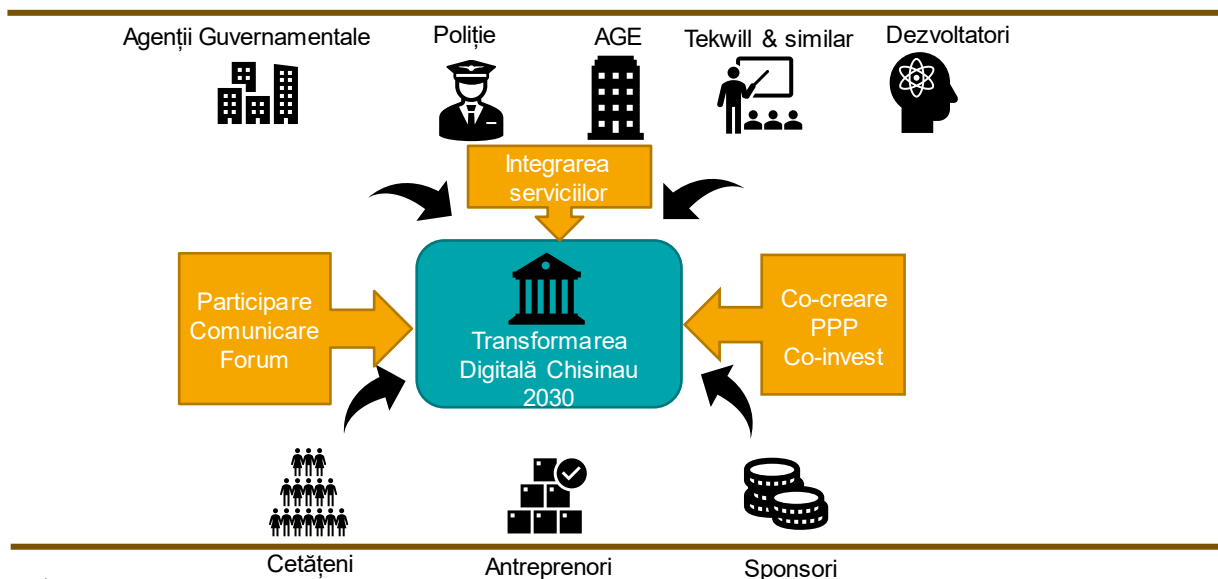 Agenții Guvernamentale
Poliție
AGE
Tekwill & similar
Dezvoltatori
Integrarea
serviciilor
Participare
Comunicare
Forum
Transformarea
Digitală Chisinau
2030
Co-creare
PPP
Co-invest
Cetățeni
Antreprenori
Sponsori